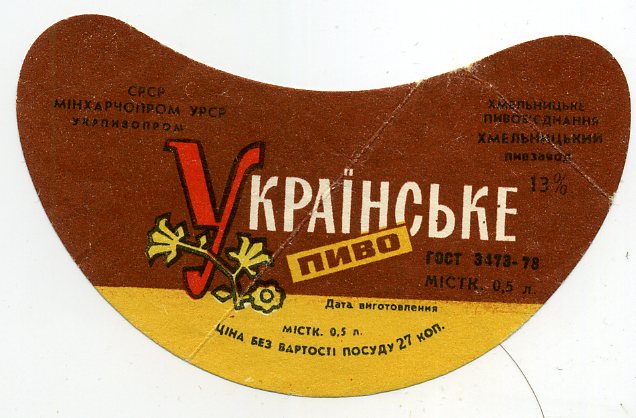 СРСР
МІНХАРЧОПРОМ УРСР
УКРПИВОПРОМ
ХМЕЛЬНИЦЬКЕ
ПИВОБ'ЄДНАННЯ
ХМЕЛЬНИЦЬКИЙ
ПИВЗАВОД
13%
УКРАЇНСЬКЕ
ПИВО
ГОСТ 3473-78
МІСТК. 0,5 л.
Дата виготовлення
МІСТК. 0,5 л.
ЦІНА БЕЗ ВАРТОСТІ ПОСУДУ 27 КОП.